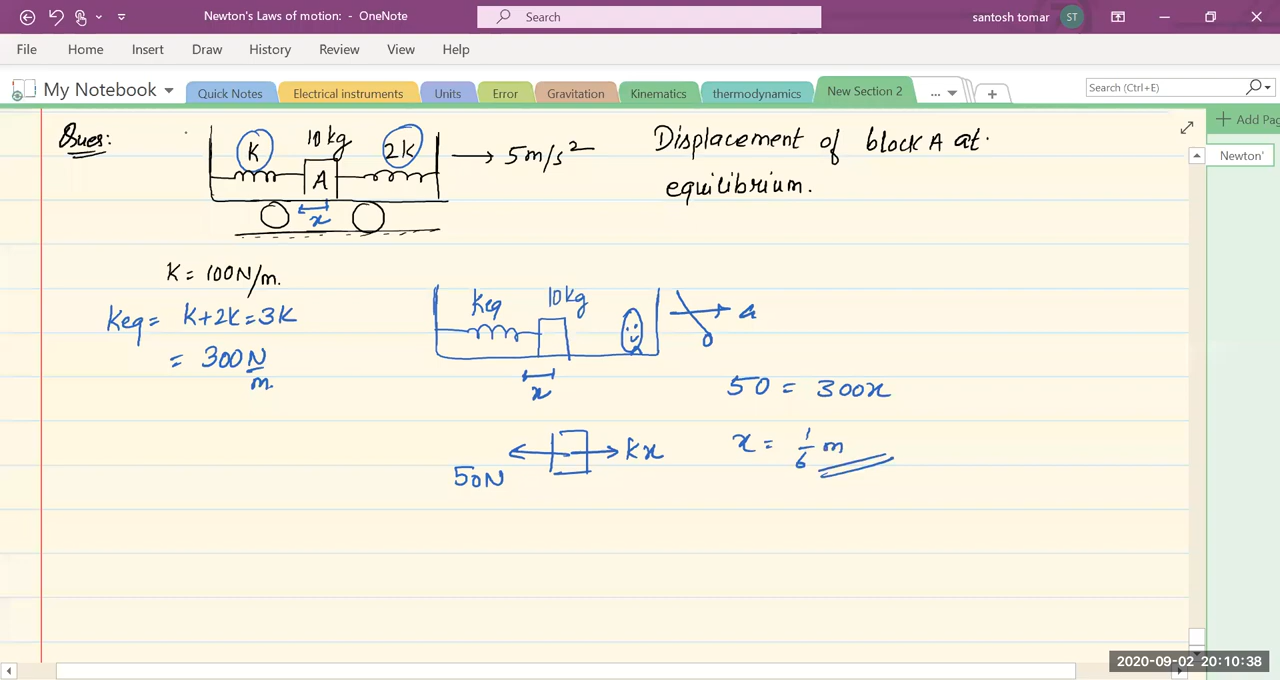 Newton's Laws of motion: - OneNote
Search
santosh tomar
ST
File Home Insert Draw History Review View Help
My Notebook
Quick Notes
Electrical instruments
Units
Error
Gravitation
Kinematics
thermodynamics
New Section 2
...
Search (Ctrl+E)
Add Pag
Newton'
Ques:
K
10kg
2K
A
5m/s²
x
Displacement of block A at
equilibrium.
K = 100N/m.
Keq = K+2K=3K
= 300 N/m
Keq
10kg
a
x
50 = 300x
50N
Kx
x = 1/6 m
2020-09-02 20:10:38